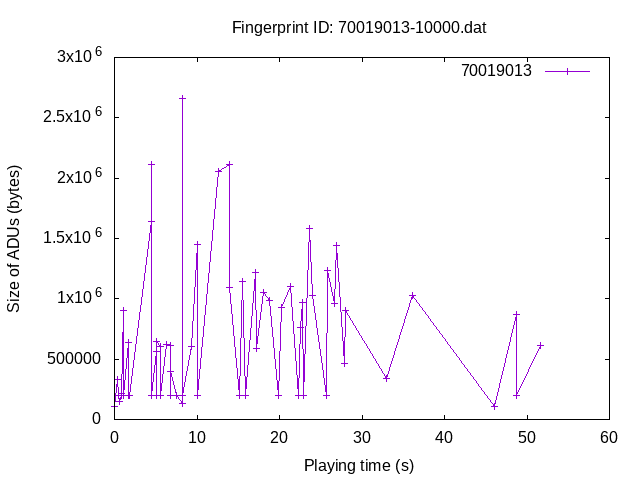 Fingerprint ID: 70019013-10000.dat
70019013
3x10^6
2.5x10^6
2x10^6
1.5x10^6
1x10^6
500000
0
Size of ADUs (bytes)
0 10 20 30 40 50 60
Playing time (s)